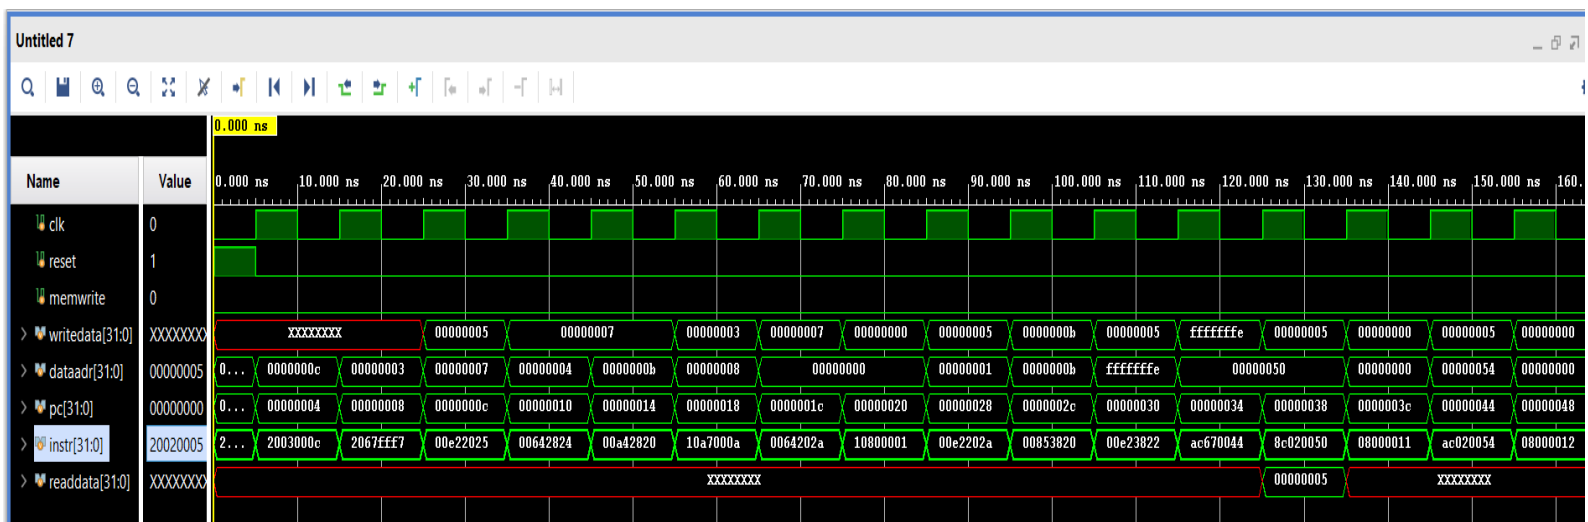 Untitled 7
0.000 ns
Name Value
0.000 ns 10.000 ns 20.000 ns 30.000 ns 40.000 ns 50.000 ns 60.000 ns 70.000 ns 80.000 ns 90.000 ns 100.000 ns 110.000 ns 120.000 ns 130.000 ns 140.000 ns 150.000 ns 160.
clk 0
reset 1
memwrite 0
writedata[31:0] XXXXXXXX XXXXXXXX 00000005 00000007 00000003 00000007 00000000 00000005 0000000b 00000005 fffffffe 00000005 00000000 00000005 00000000
dataadr[31:0] 00000005 0... 0000000c 00000003 00000007 00000004 0000000b 00000008 00000000 00000001 0000000b fffffffe 00000050 00000000 00000054 00000000
pc[31:0] 00000000 0... 00000004 00000008 0000000c 00000010 00000014 00000018 0000001c 00000020 00000028 0000002c 00000030 00000034 00000038 0000003c 00000044 00000048
instr[31:0] 20020005 2... 2003000c 2067fff7 00e22025 00642824 00a42820 10a7000a 0064202a 10800001 00e2202a 00853820 00e23822 ac670044 8c020050 08000011 ac020054 08000012
readdata[31:0] XXXXXXXX XXXXXXXX 00000005 XXXXXXXX